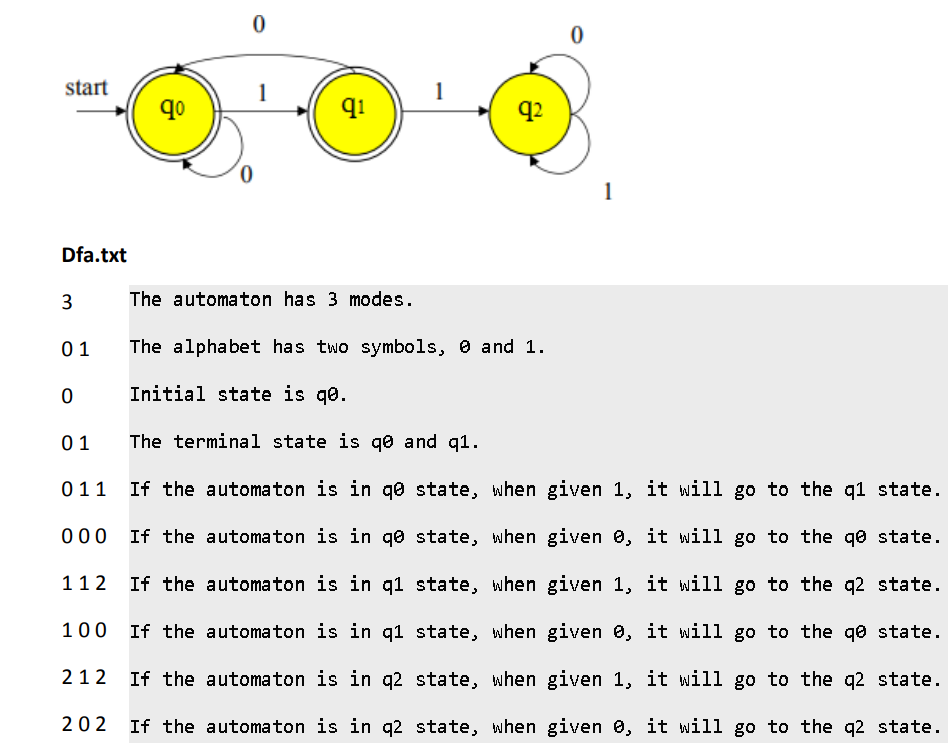 0
0
start
1
1
q0
q1
q2
0
1
Dfa.txt
3 The automaton has 3 modes.
0 1 The alphabet has two symbols, 0 and 1.
0 Initial state is q0.
0 1 The terminal state is q0 and q1.
0 1 1 If the automaton is in q0 state, when given 1, it will go to the q1 state.
0 0 0 If the automaton is in q0 state, when given 0, it will go to the q0 state.
1 1 2 If the automaton is in q1 state, when given 1, it will go to the q2 state.
1 0 0 If the automaton is in q1 state, when given 0, it will go to the q0 state.
2 1 2 If the automaton is in q2 state, when given 1, it will go to the q2 state.
2 0 2 If the automaton is in q2 state, when given 0, it will go to the q2 state.